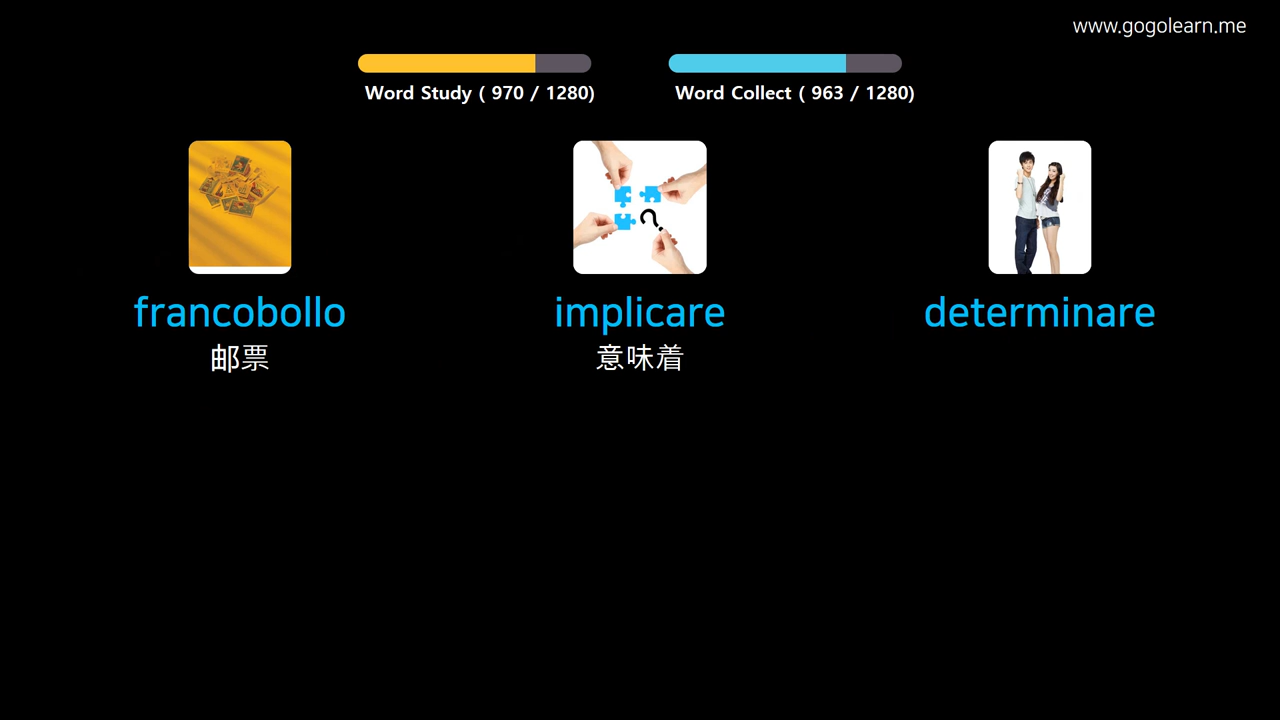 www.gogolearn.me
Word Study ( 970 / 1280)
Word Collect ( 963 / 1280)
francobollo
邮票
implicare
意味着
determinare